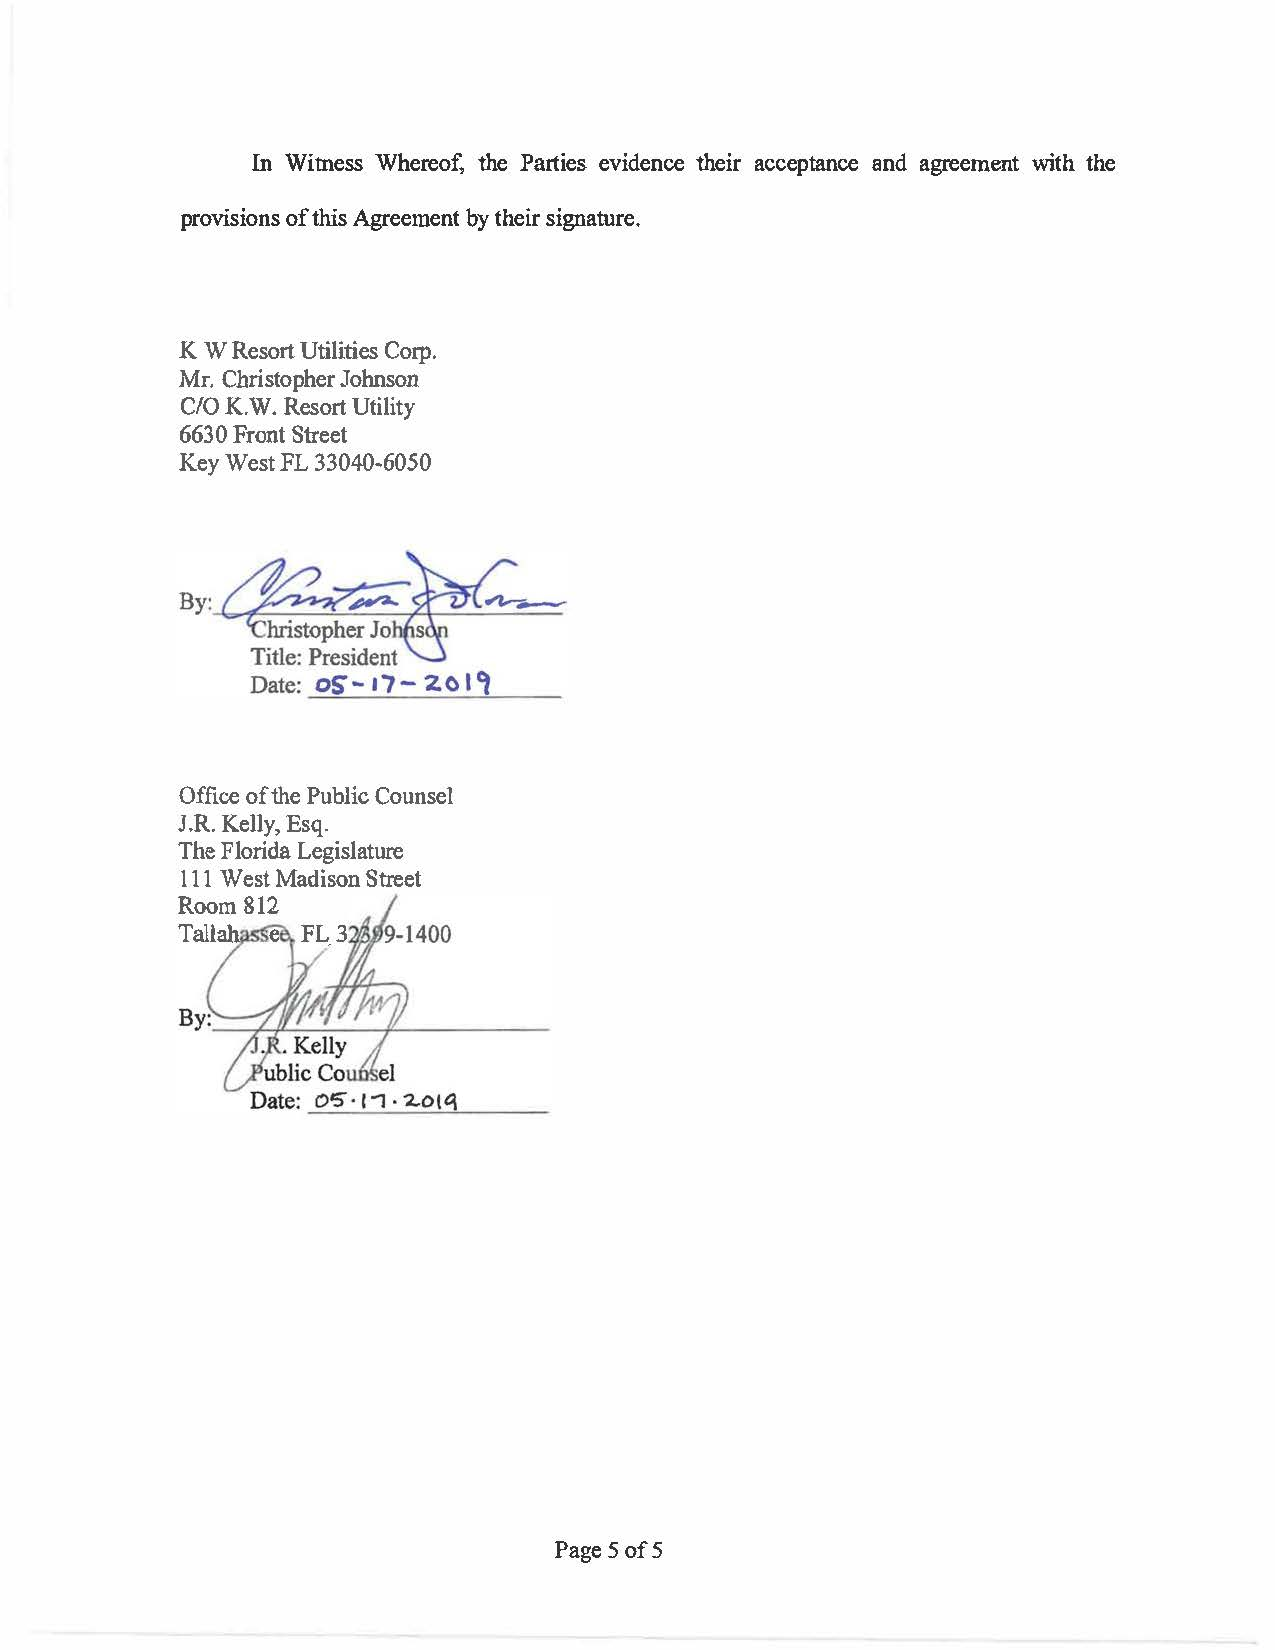 In Witness Whereof, the Parties evidence their acceptance and agreement with the
provisions of this Agreement by their signature.
K W Resort Utilities Corp.
Mr. Christopher Johnson
C/O K.W. Resort Utility
6630 Front Street
Key West FL 33040-6050
By:
Christopher Johnson
Title: President
Date: 05-17-2019
Office of the Public Counsel
J.R. Kelly, Esq.
The Florida Legislature
111 West Madison Street
Room 812
Tallahassee, FL 32399-1400
By:
J.R. Kelly
Public Counsel
Date: 05.17.2019
Page 5 of 5